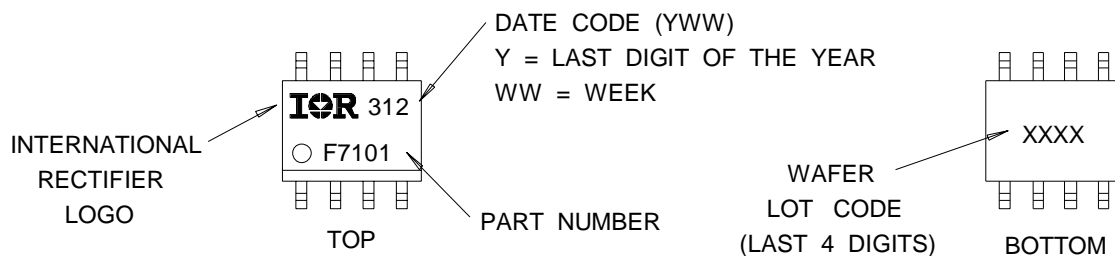 DATE CODE (YWW)
Y = LAST DIGIT OF THE YEAR
WW = WEEK
IOR 312
F7101
INTERNATIONAL
RECTIFIER
LOGO
PART NUMBER
TOP
XXXX
WAFER
LOT CODE
(LAST 4 DIGITS)
BOTTOM